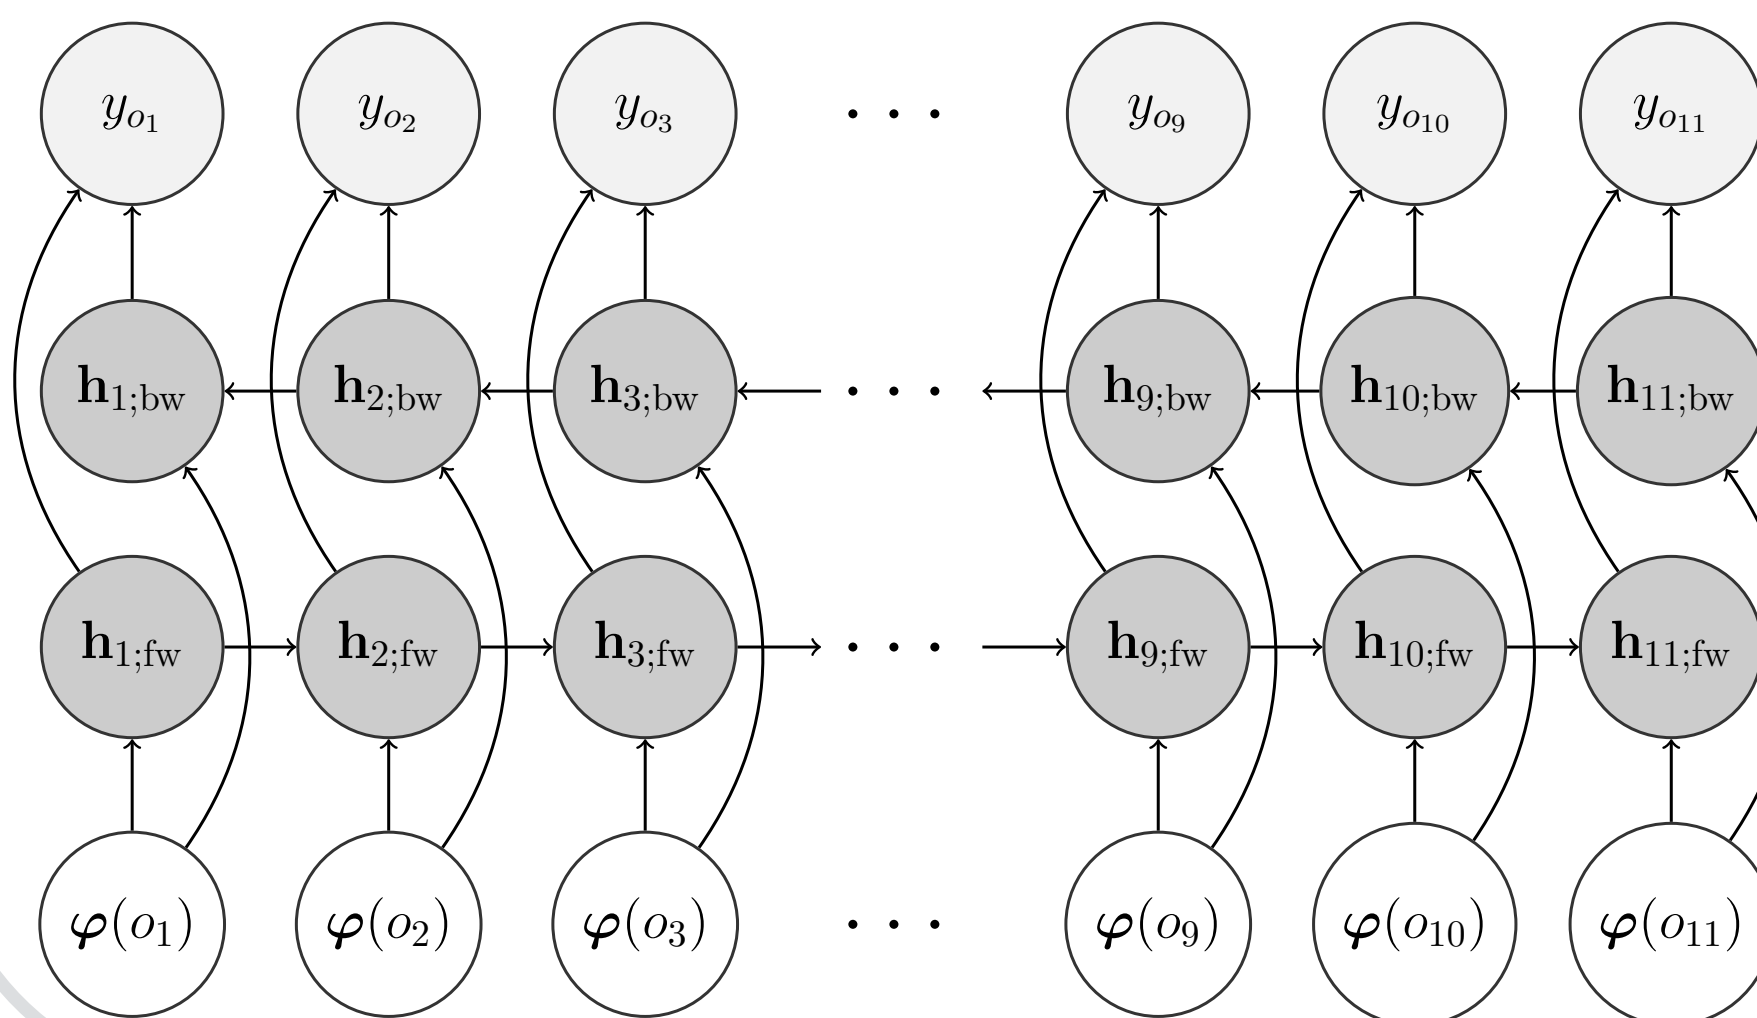 y_{o_1} y_{o_2} y_{o_3} · · · y_{o_9} y_{o_{10}} y_{o_{11}}
𝐡_{1;bw} 𝐡_{2;bw} 𝐡_{3;bw} · · · 𝐡_{9;bw} 𝐡_{10;bw} 𝐡_{11;bw}
𝐡_{1;fw} 𝐡_{2;fw} 𝐡_{3;fw} · · · 𝐡_{9;fw} 𝐡_{10;fw} 𝐡_{11;fw}
𝝋(o_1) 𝝋(o_2) 𝝋(o_3) · · · 𝝋(o_9) 𝝋(o_{10}) 𝝋(o_{11})